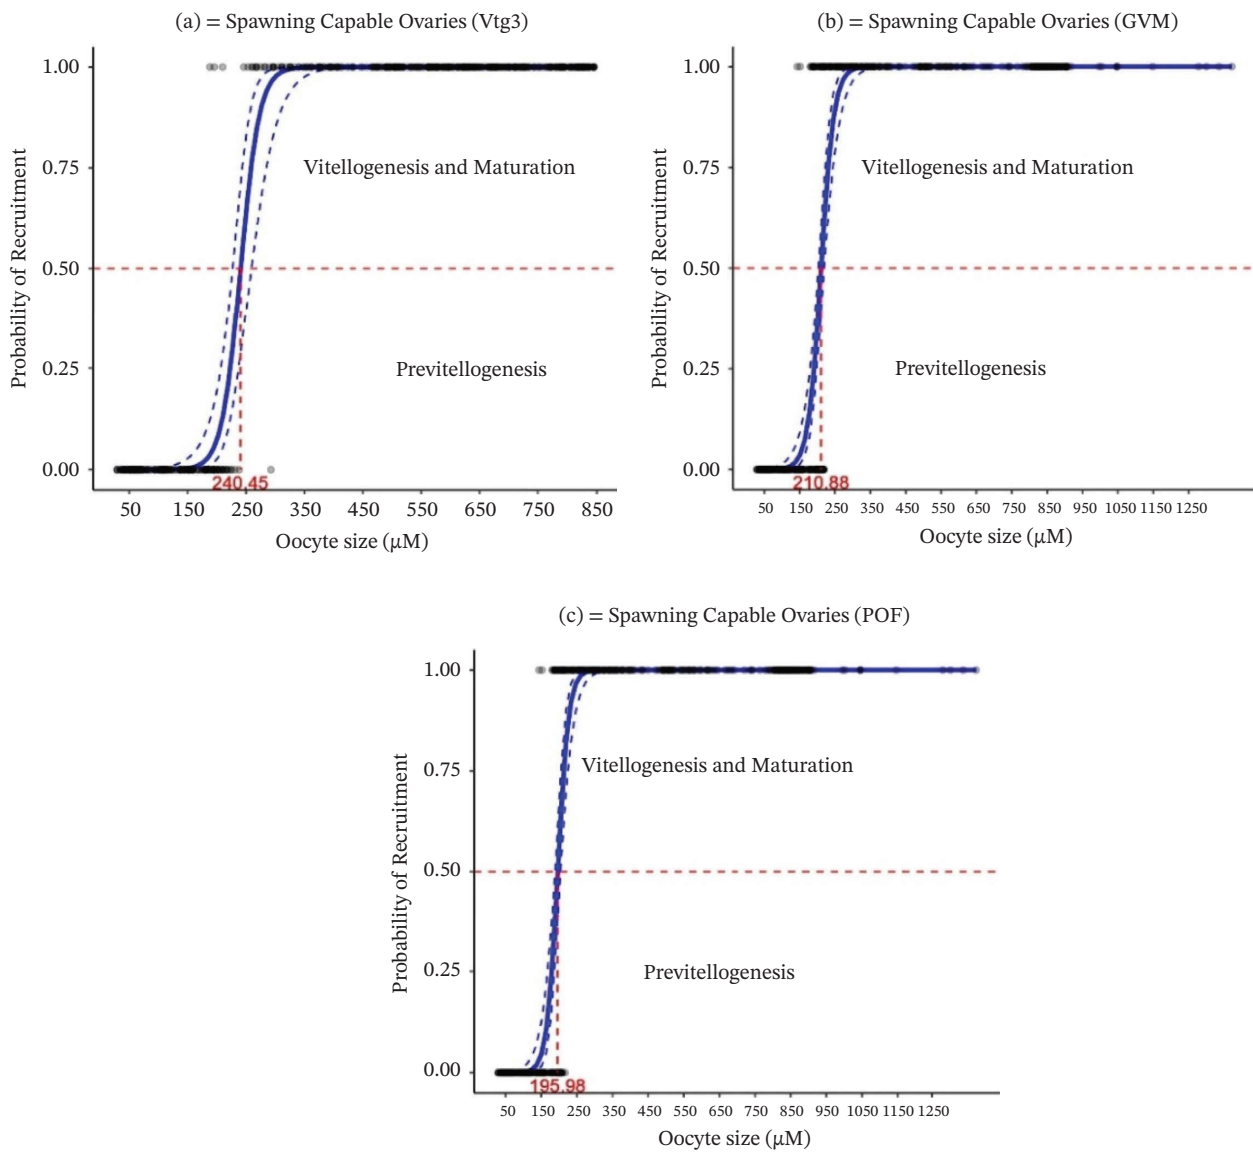 (a) = Spawning Capable Ovaries (Vtg3)
1.00
0.75
0.50
0.25
0.00
Probability of Recruitment
Vitellogenesis and Maturation
Previtellogenesis
240.45
50 150 250 350 450 550 650 750 850
Oocyte size (μM)
(b) = Spawning Capable Ovaries (GVM)
1.00
0.75
0.50
0.25
0.00
Probability of Recruitment
Vitellogenesis and Maturation
Previtellogenesis
210.88
50 150 250 350 450 550 650 750 850 950 1050 1150 1250
Oocyte size (μM)
(c) = Spawning Capable Ovaries (POF)
1.00
0.75
0.50
0.25
0.00
Probability of Recruitment
Vitellogenesis and Maturation
Previtellogenesis
195.98
50 150 250 350 450 550 650 750 850 950 1050 1150 1250
Oocyte size (μM)